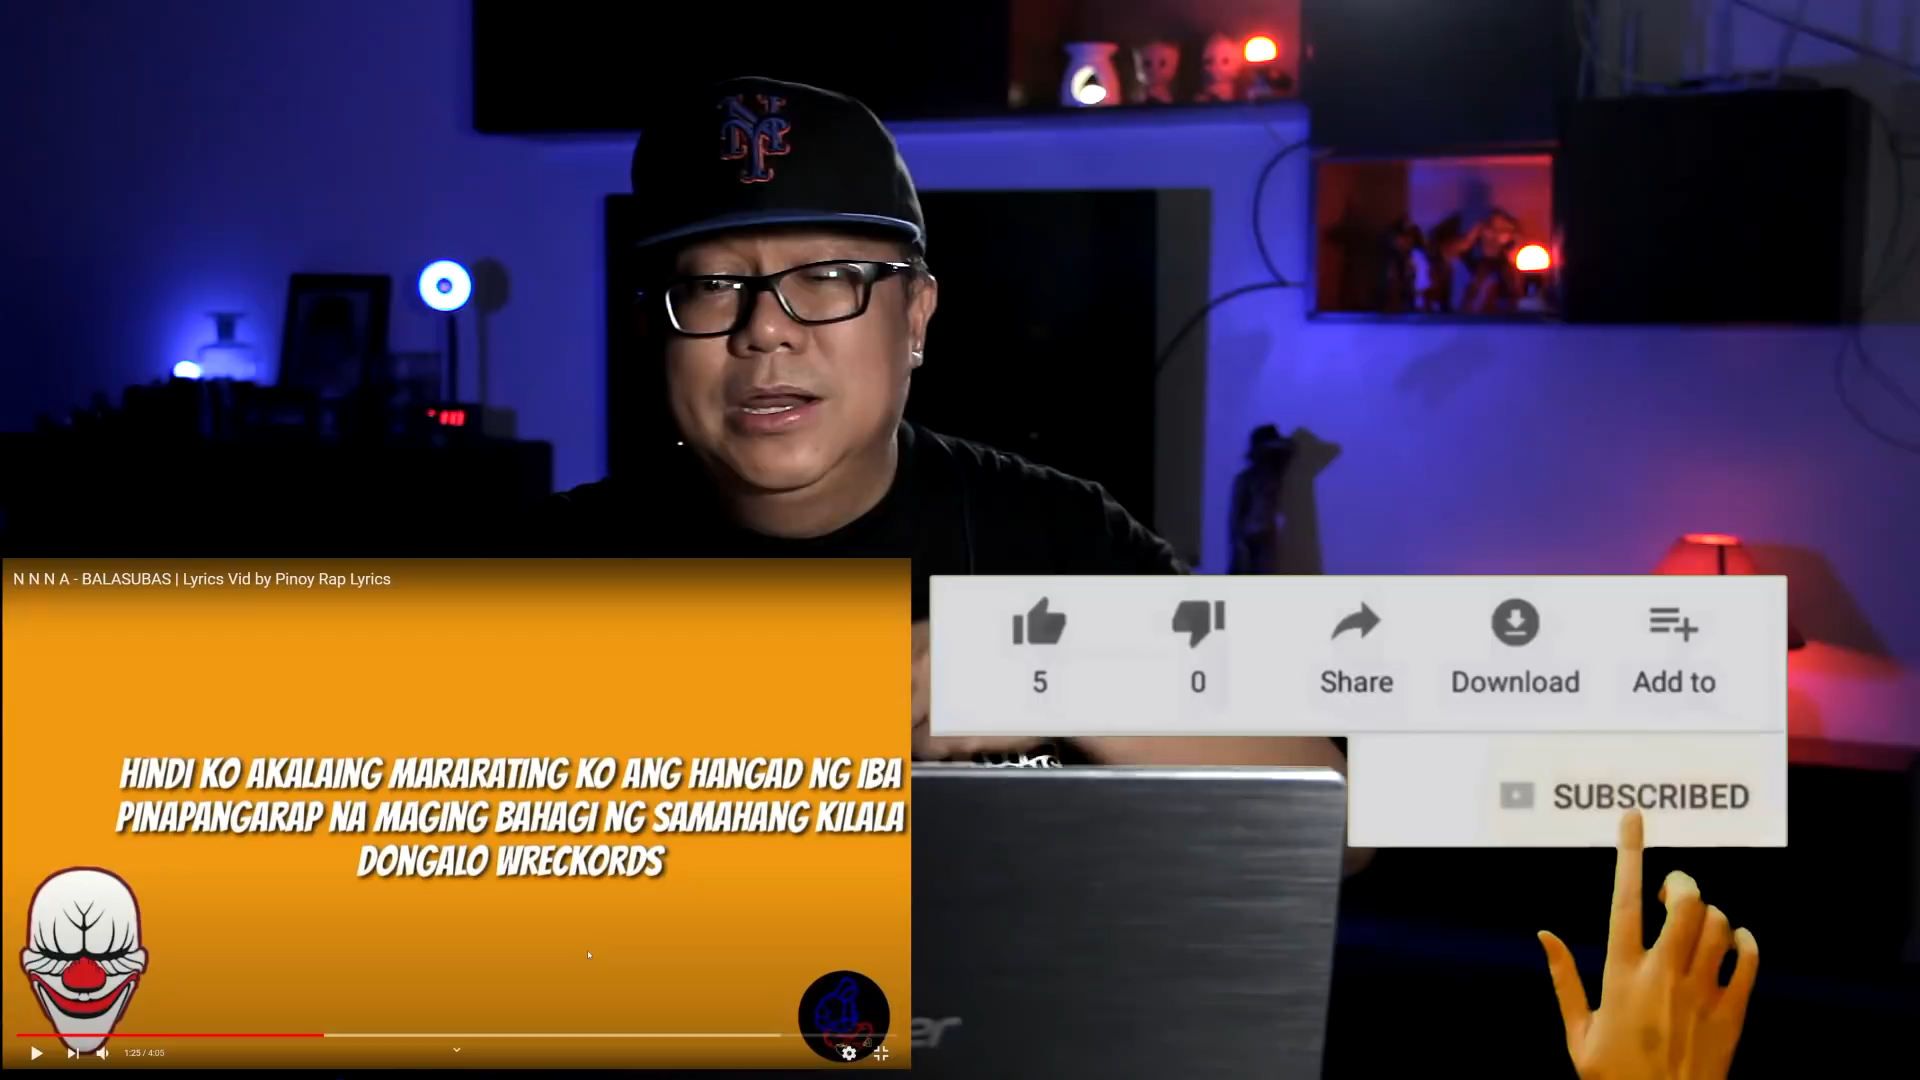 N N N A - BALASUBAS | Lyrics Vid by Pinoy Rap Lyrics
HINDI KO AKALAING MARARATING KO ANG HANGAD NG IBA
PINAPANGARAP NA MAGING BAHAGI NG SAMAHANG KILALA
DONGALO WRECKORDS
1:25 / 4:05
5
0
Share
Download
Add to
SUBSCRIBED
NY